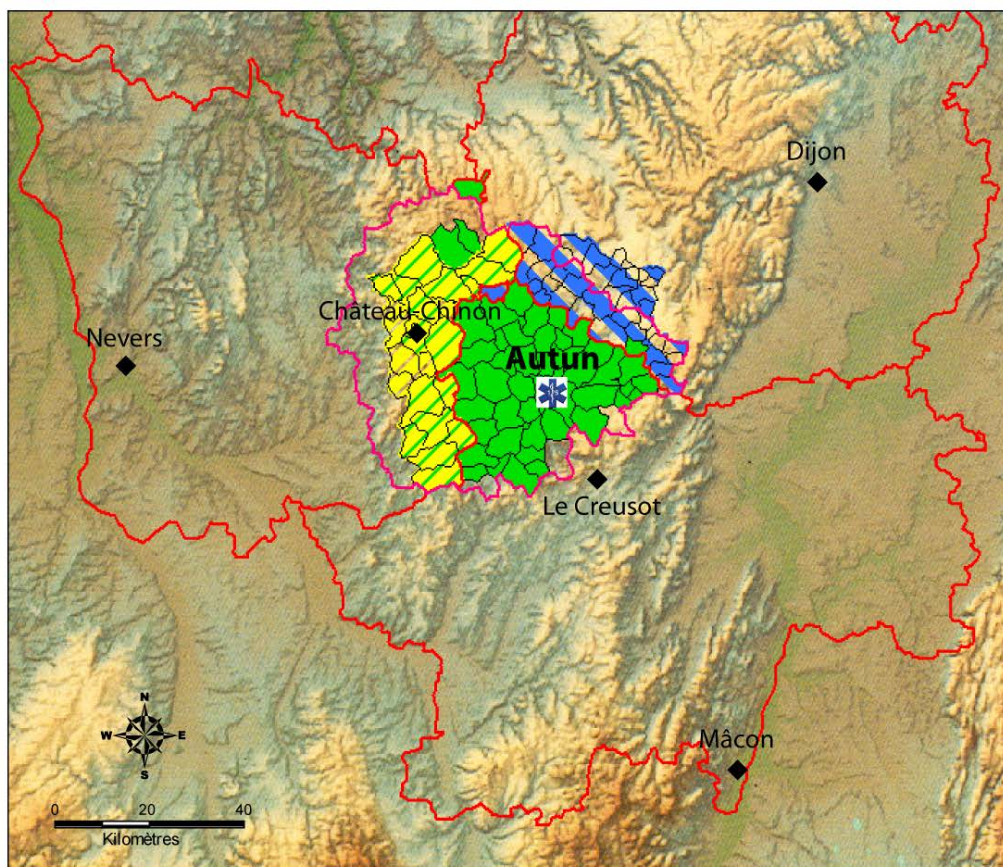 Dijon
Château-Chinon
Nevers
Autun
Le Creusot
Mâcon
N
W E
S
0 20 40
Kilomètres